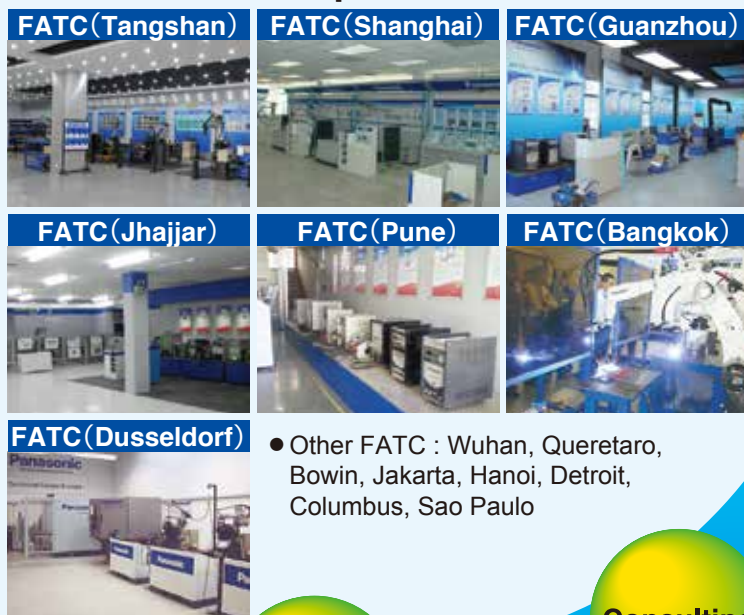 FATC(Tangshan)
FATC(Shanghai)
FATC(Guanzhou)
FATC(Jhajjar)
FATC(Pune)
FATC(Bangkok)
FATC(Dusseldorf)
Panasonic
● Other FATC : Wuhan, Queretaro,
Bowin, Jakarta, Hanoi, Detroit,
Columbus, Sao Paulo
Panasonic